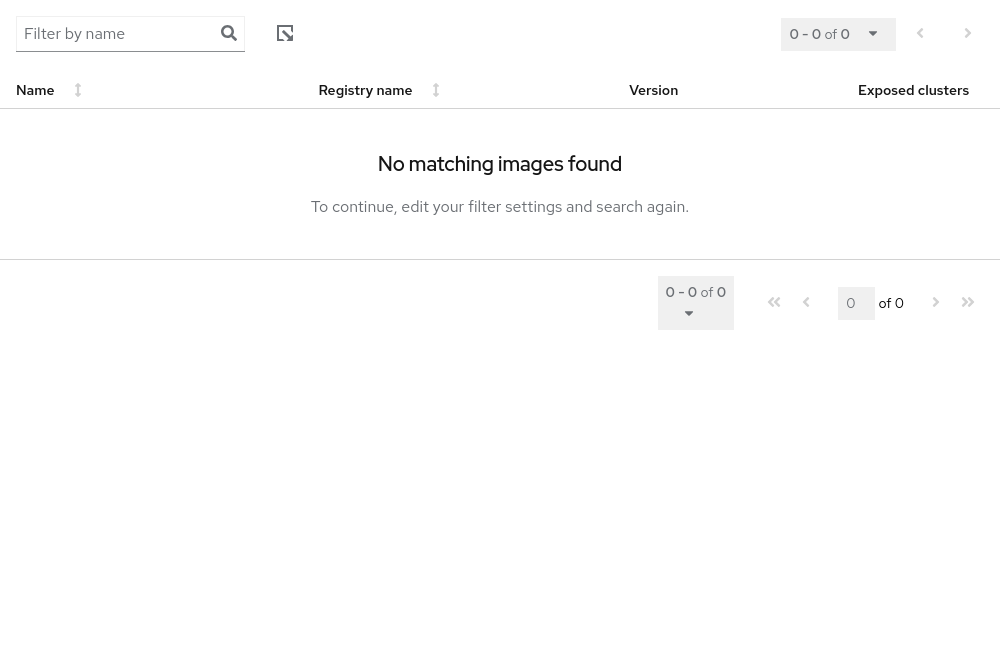 Filter by name
0 - 0 of 0
Name Registry name Version Exposed clusters
No matching images found
To continue, edit your filter settings and search again.
0 - 0 of 0
0 of 0